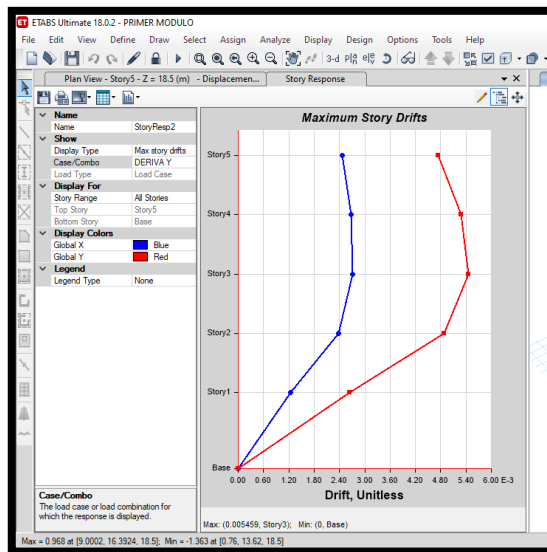 ETABS Ultimate 18.0.2 - PRIMER MODULO
File Edit View Define Draw Select Assign Analyze Display Design Options Tools Help
3-d
Plan View - Story5 - Z = 18.5 (m) - Displacemen...
Story Response
Name
Name StoryResp2
Show
Display Type Max story drifts
Case/Combo DERIVA Y
Load Type Load Case
Display For
Story Range All Stories
Top Story Story5
Bottom Story Base
Display Colors
Global X Blue
Global Y Red
Legend
Legend Type None
Case/Combo
The load case or load combination for
which the response is displayed.
Maximum Story Drifts
Story5
Story4
Story3
Story2
Story1
Base
0.00 0.60 1.20 1.80 2.40 3.00 3.60 4.20 4.80 5.40 6.00 E-3
Drift, Unitless
Max: (0.005459, Story3); Min: (0, Base)
Max = 0.968 at [9.0002, 16.3924, 18.5]; Min = -1.363 at [0.76, 13.62, 18.5]